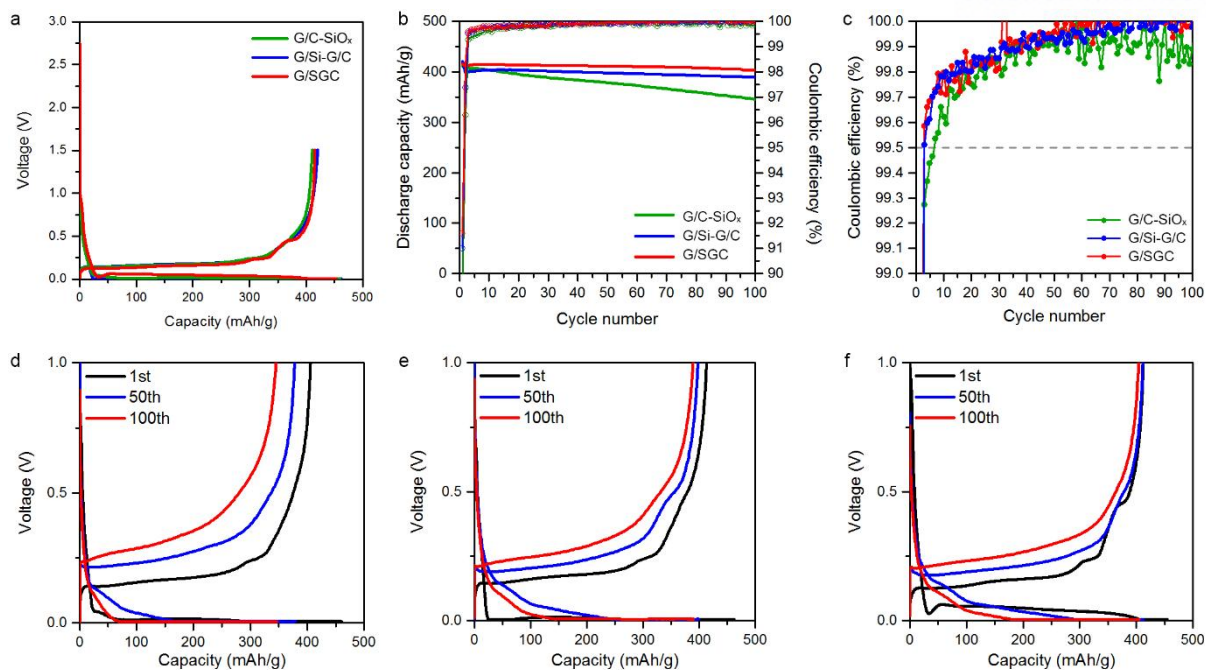 a
3.0
2.5
2.0
1.5
1.0
0.5
0.0
Voltage (V)
0 100 200 300 400 500
Capacity (mAh/g)
G/C-SiOₓ
G/Si-G/C
G/SGC
b
500
450
400
350
300
250
200
150
100
50
0
Discharge capacity (mAh/g)
100
99
98
97
96
95
94
93
92
91
90
Coulombic efficiency (%)
G/C-SiOₓ
G/Si-G/C
G/SGC
0 10 20 30 40 50 60 70 80 90 100
Cycle number
c
100.0
99.9
99.8
99.7
99.6
99.5
99.4
99.3
99.2
99.1
99.0
Coulombic efficiency (%)
G/C-SiOₓ
G/Si-G/C
G/SGC
0 10 20 30 40 50 60 70 80 90 100
Cycle number
d
1.0
0.5
0.0
Voltage (V)
1st
50th
100th
0 100 200 300 400 500
Capacity (mAh/g)
e
1.0
0.5
0.0
Voltage (V)
1st
50th
100th
0 100 200 300 400 500
Capacity (mAh/g)
f
1.0
0.5
0.0
Voltage (V)
1st
50th
100th
0 100 200 300 400 500
Capacity (mAh/g)